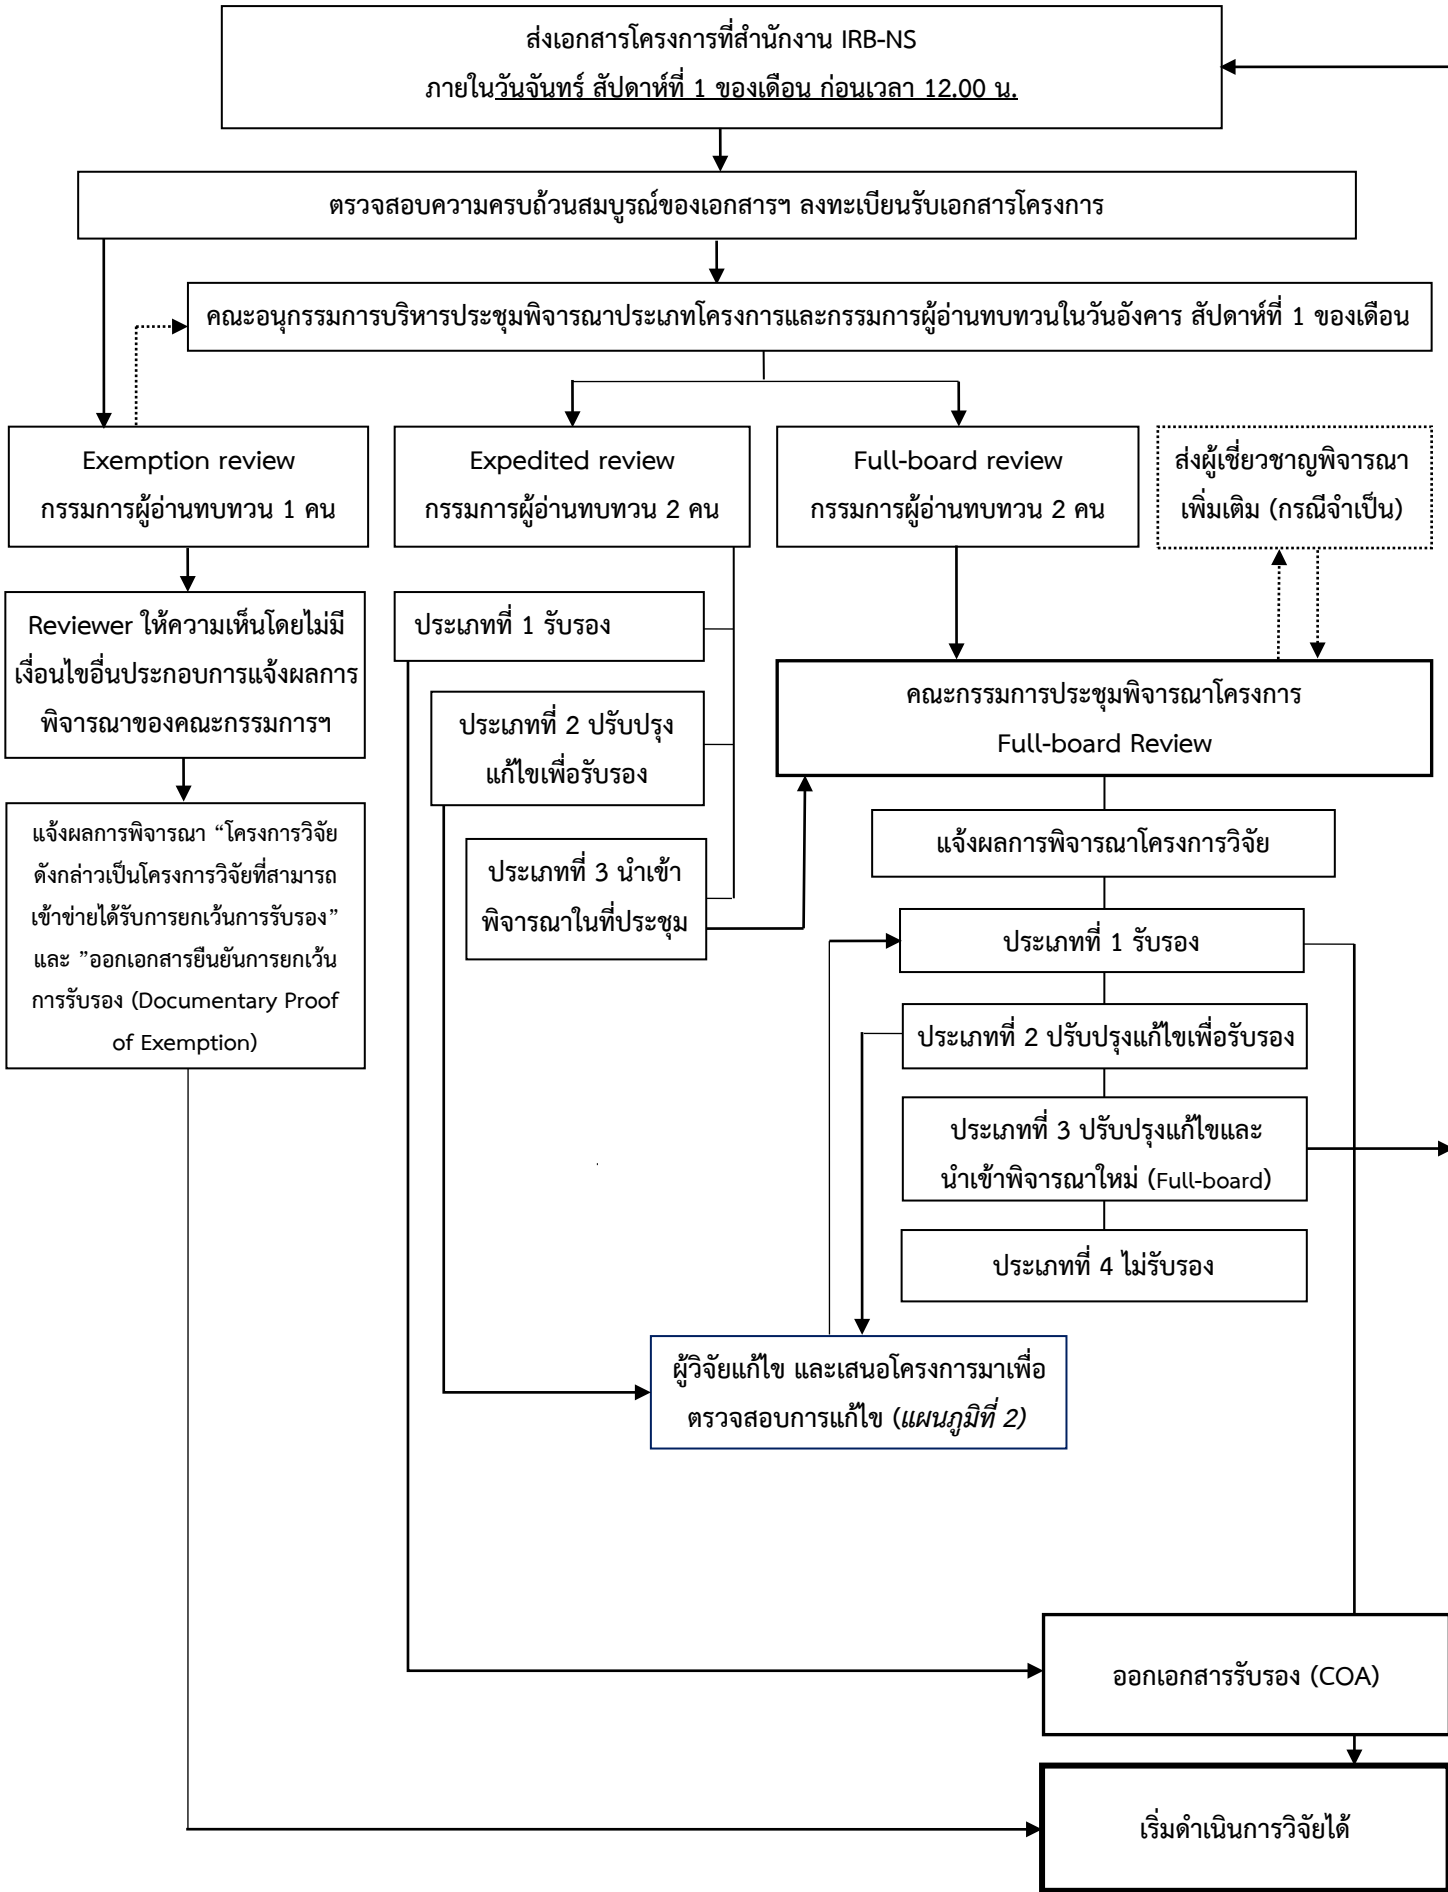 ส่งเอกสารโครงการที่สำนักงาน IRB-NS
ภายในวันจันทร์ สัปดาห์ที่ 1 ของเดือน ก่อนเวลา 12.00 น.
ตรวจสอบความครบถ้วนสมบูรณ์ของเอกสารฯ ลงทะเบียนรับเอกสารโครงการ
คณะอนุกรรมการบริหารประชุมพิจารณาประเภทโครงการและกรรมการผู้อ่านทบทวนในวันอังคาร สัปดาห์ที่ 1 ของเดือน
Exemption review
กรรมการผู้อ่านทบทวน 1 คน
Expedited review
กรรมการผู้อ่านทบทวน 2 คน
Full-board review
กรรมการผู้อ่านทบทวน 2 คน
ส่งผู้เชี่ยวชาญพิจารณา
เพิ่มเติม (กรณีจำเป็น)
Reviewer ให้ความเห็นโดยไม่มี
เงื่อนไขอื่นประกอบการแจ้งผลการ
พิจารณาของคณะกรรมการฯ
แจ้งผลการพิจารณา “โครงการวิจัย
ดังกล่าวเป็นโครงการวิจัยที่สามารถ
เข้าข่ายได้รับการยกเว้นการรับรอง”
และ ”ออกเอกสารยืนยันการยกเว้น
การรับรอง (Documentary Proof
of Exemption)
ประเภทที่ 1 รับรอง
ประเภทที่ 2 ปรับปรุง
แก้ไขเพื่อรับรอง
ประเภทที่ 3 นำเข้า
พิจารณาในที่ประชุม
คณะกรรมการประชุมพิจารณาโครงการ
Full-board Review
แจ้งผลการพิจารณาโครงการวิจัย
ประเภทที่ 1 รับรอง
ประเภทที่ 2 ปรับปรุงแก้ไขเพื่อรับรอง
ประเภทที่ 3 ปรับปรุงแก้ไขและ
นำเข้าพิจารณาใหม่ (Full-board)
ประเภทที่ 4 ไม่รับรอง
ผู้วิจัยแก้ไข และเสนอโครงการมาเพื่อ
ตรวจสอบการแก้ไข (แผนภูมิที่ 2)
ออกเอกสารรับรอง (COA)
เริ่มดำเนินการวิจัยได้